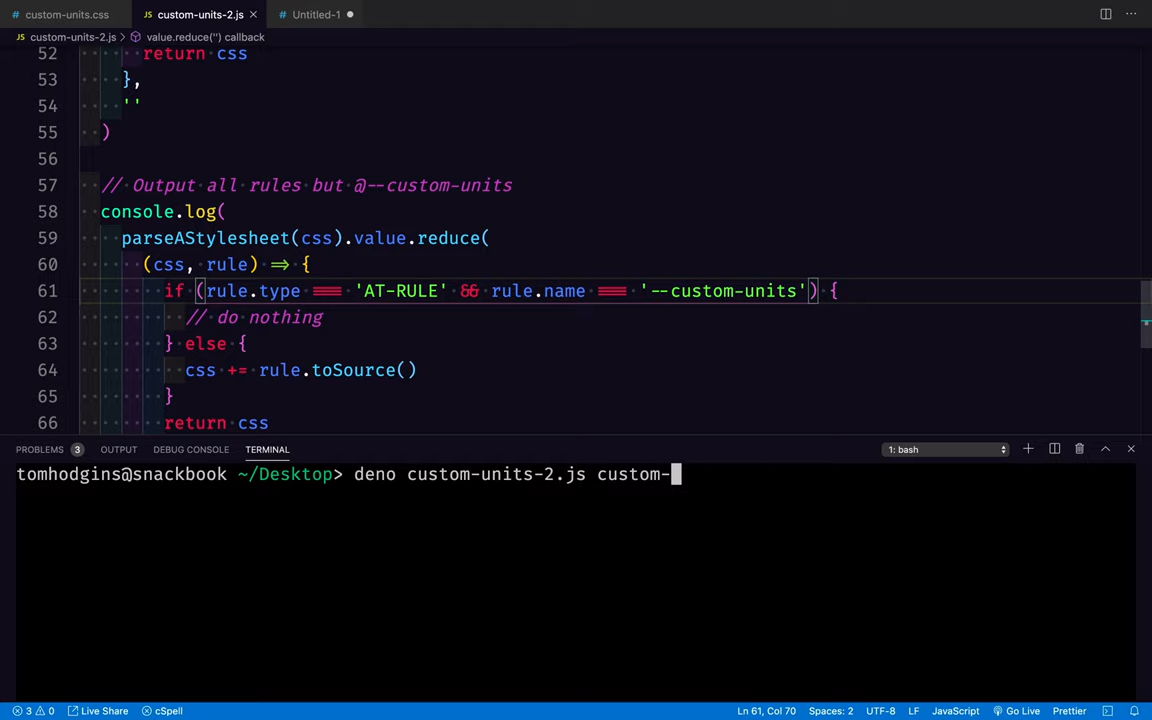 # custom-units.css JS custom-units-2.js × # Untitled-1 ● ···
JS custom-units-2.js > value.reduce('') callback
52 return css
53 },
54 ''
55 )
56
57 // Output all rules but @--custom-units
58 console.log(
59 parseAStylesheet(css).value.reduce(
60 (css, rule) => {
61 if (rule.type === 'AT-RULE' && rule.name === '--custom-units') {
62 // do nothing
63 } else {
64 css += rule.toSource()
65 }
66 return css
PROBLEMS 3 OUTPUT DEBUG CONSOLE TERMINAL 1: bash
tomhodgins@snackbook ~/Desktop> deno custom-units-2.js custom-
3 0 Live Share cSpell Ln 61, Col 70 Spaces: 2 UTF-8 LF JavaScript Go Live Prettier